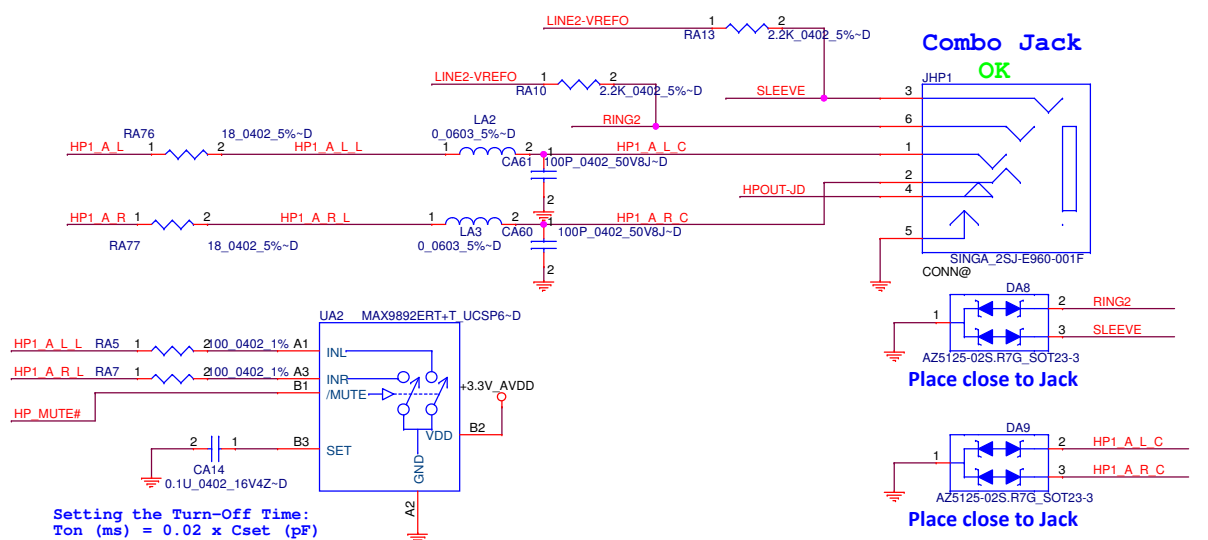 LINE2-VREFO 1 2
RA13 2.2K_0402_5%~D
Combo Jack
OK
JHP1
LINE2-VREFO 1 2
RA10 2.2K_0402_5%~D
SLEEVE 3
RING2 6
RA76 18_0402_5%~D
LA2
0_0603_5%~D
HP1_A_L 1 2 HP1_A_L_L 1 2 1 HP1_A_L_C 1
CA61 100P_0402_50V8J~D
2
2
HPOUT-JD 4
HP1_A_R 1 2 HP1_A_R_L 1 2 1 HP1_A_R_C
RA77 18_0402_5%~D
LA3
0_0603_5%~D
CA60 100P_0402_50V8J~D
2
5
SINGA_2SJ-E960-001F
CONN@
DA8
1 2 RING2
3 SLEEVE
AZ5125-02S.R7G_SOT23-3
Place close to Jack
UA2 MAX9892ERT+T_UCSP6~D
HP1_A_L_L RA5 1 2 100_0402_1% A1 INL
HP1_A_R_L RA7 1 2 100_0402_1% A3 INR
B1 /MUTE
HP_MUTE#
+3.3V_AVDD
VDD B2
2 1 B3 SET
CA14
0.1U_0402_16V4Z~D
GND
A2
DA9
1 2 HP1_A_L_C
3 HP1_A_R_C
AZ5125-02S.R7G_SOT23-3
Place close to Jack
Setting the Turn-Off Time:
Ton (ms) = 0.02 x Cset (pF)